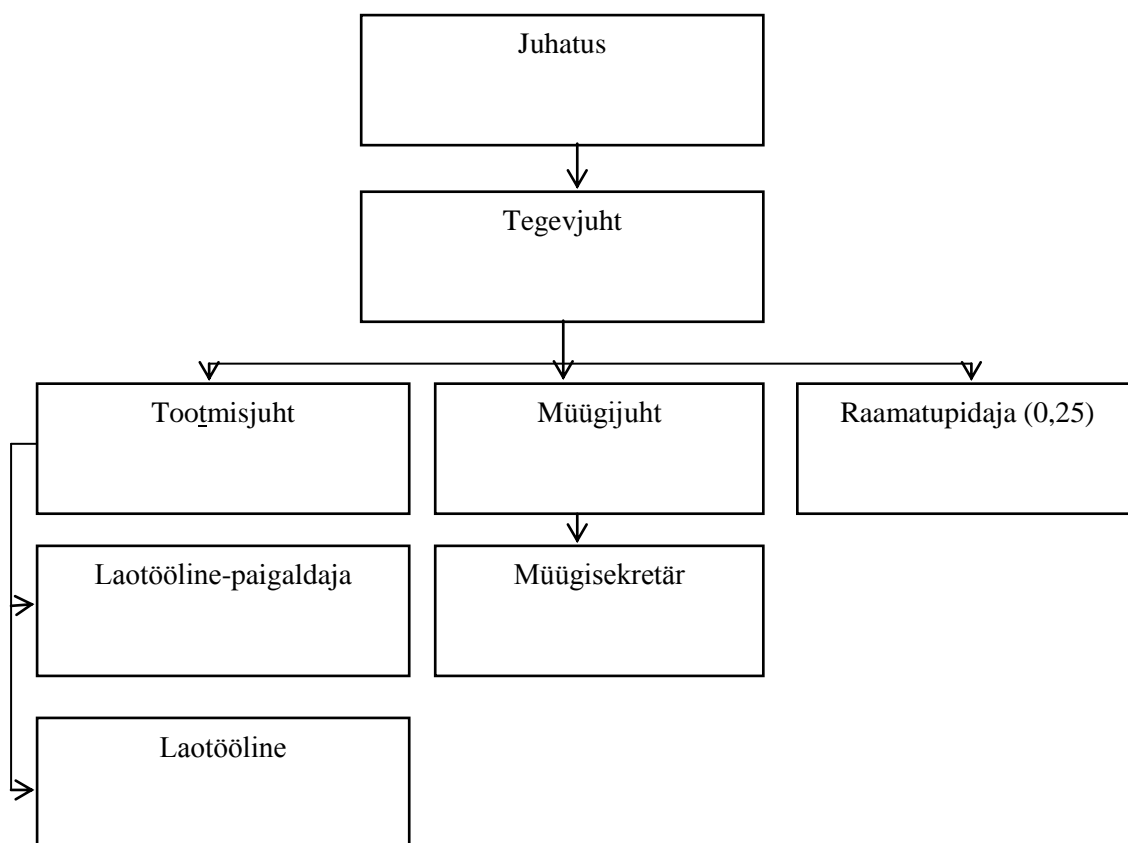 Juhatus
Tegevjuht
Tootmisjuht
Müügijuht
Raamatupidaja (0,25)
Laotööline-paigaldaja
Müügisekretär
Laotööline